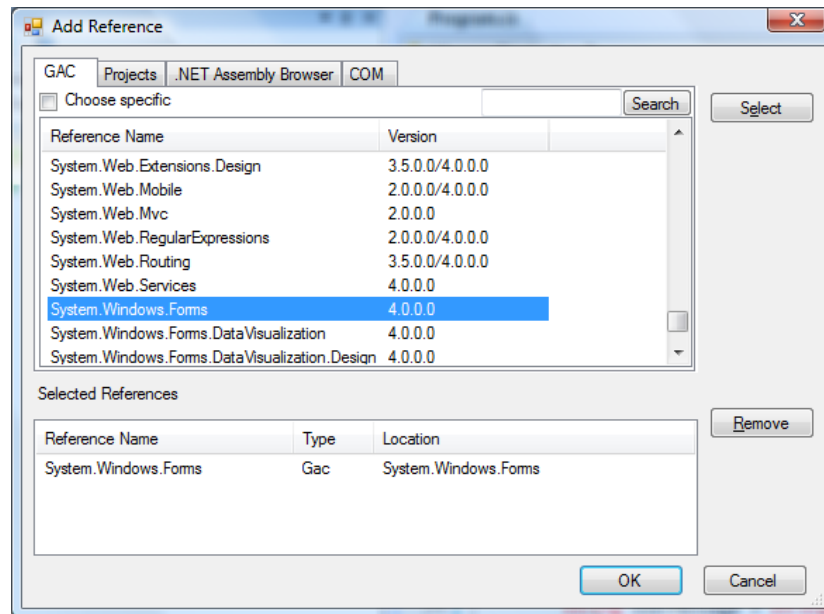 Add Reference
GAC Projects .NET Assembly Browser COM
Choose specific Search Select
Reference Name Version
System.Web.Extensions.Design 3.5.0.0/4.0.0.0
System.Web.Mobile 2.0.0.0/4.0.0.0
System.Web.Mvc 2.0.0.0
System.Web.RegularExpressions 2.0.0.0/4.0.0.0
System.Web.Routing 3.5.0.0/4.0.0.0
System.Web.Services 4.0.0.0
System.Windows.Forms 4.0.0.0
System.Windows.Forms.DataVisualization 4.0.0.0
System.Windows.Forms.DataVisualization.Design 4.0.0.0
Selected References
Remove
Reference Name Type Location
System.Windows.Forms Gac System.Windows.Forms
OK Cancel